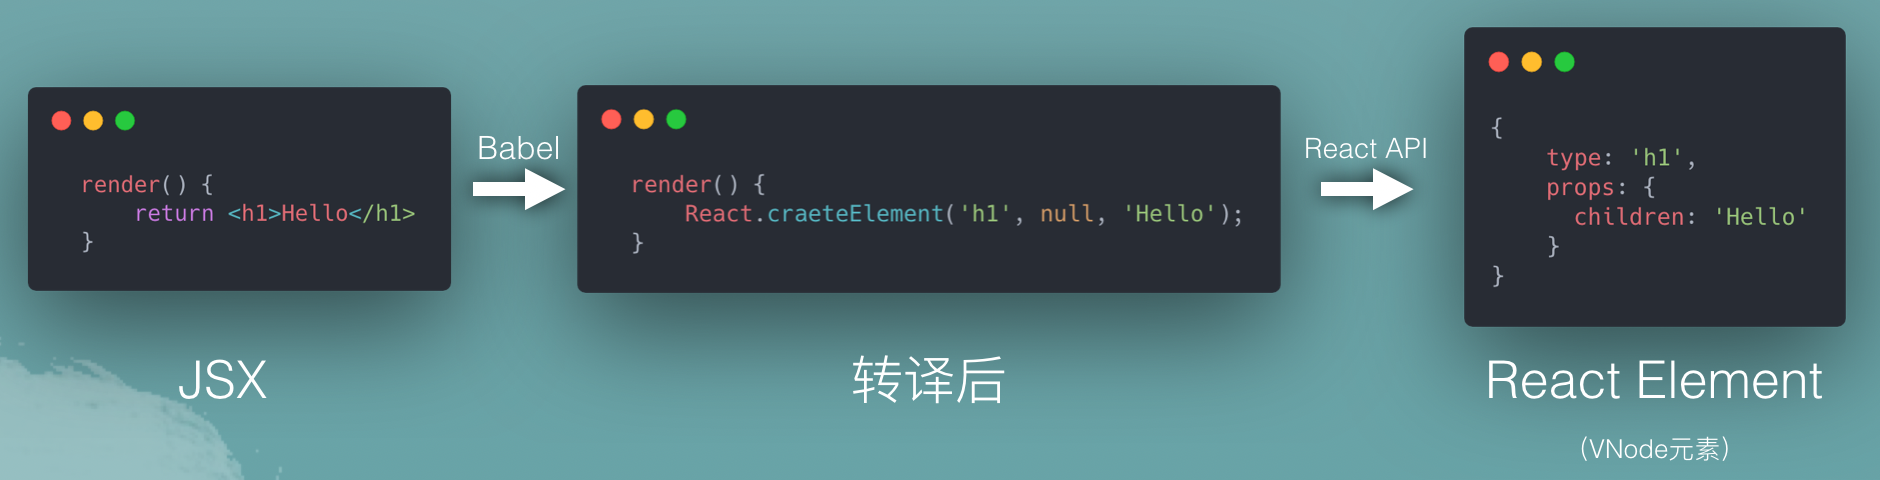 render() {
    return <h1>Hello</h1>
}
JSX
Babel
render() {
    React.craeteElement('h1', null, 'Hello');
}
转译后
React API
{
    type: 'h1',
    props: {
      children: 'Hello'
    }
}
React Element
(VNode元素)